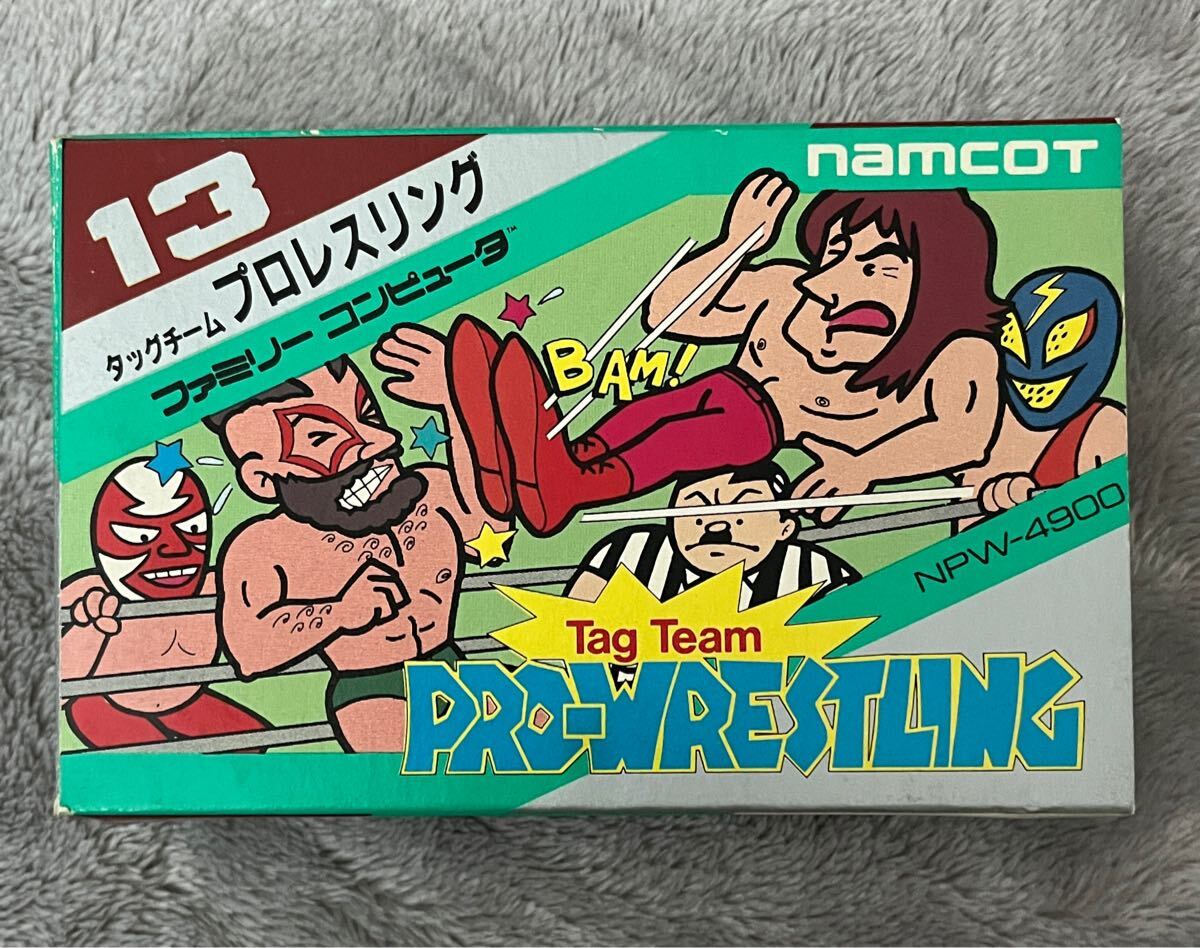 namcoT
13
タッグチーム プロレスリング
ファミリー コンピュータ™
BAM!
NPW-4900
Tag Team
PRO-WRESTLING